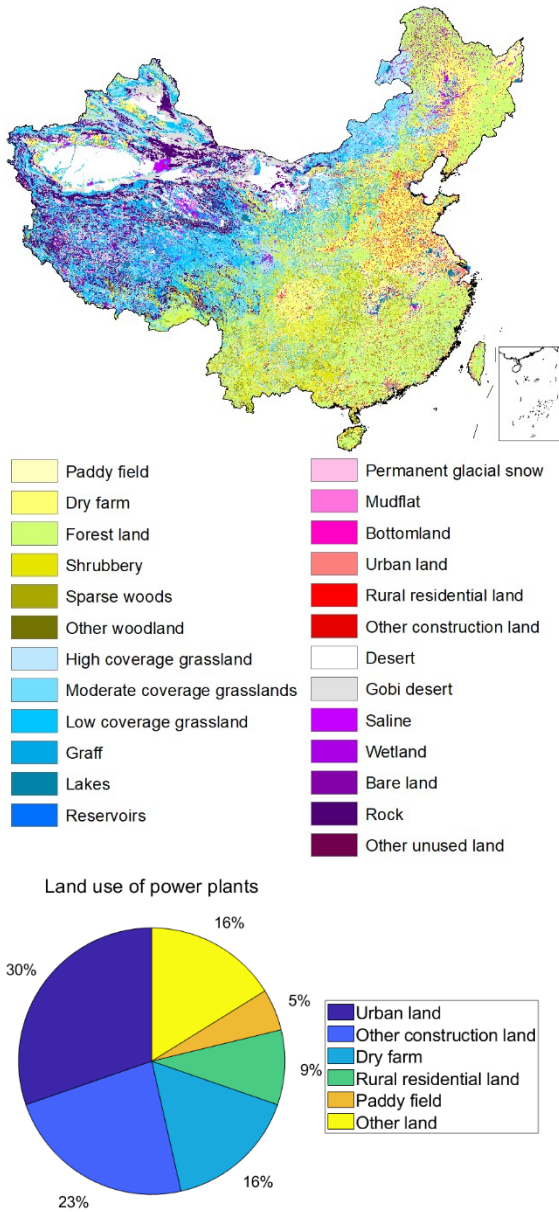 Paddy field
Dry farm
Forest land
Shrubbery
Sparse woods
Other woodland
High coverage grassland
Moderate coverage grasslands
Low coverage grassland
Graff
Lakes
Reservoirs
Permanent glacial snow
Mudflat
Bottomland
Urban land
Rural residential land
Other construction land
Desert
Gobi desert
Saline
Wetland
Bare land
Rock
Other unused land
Land use of power plants
16%
30%
5%
9%
16%
23%
Urban land
Other construction land
Dry farm
Rural residential land
Paddy field
Other land